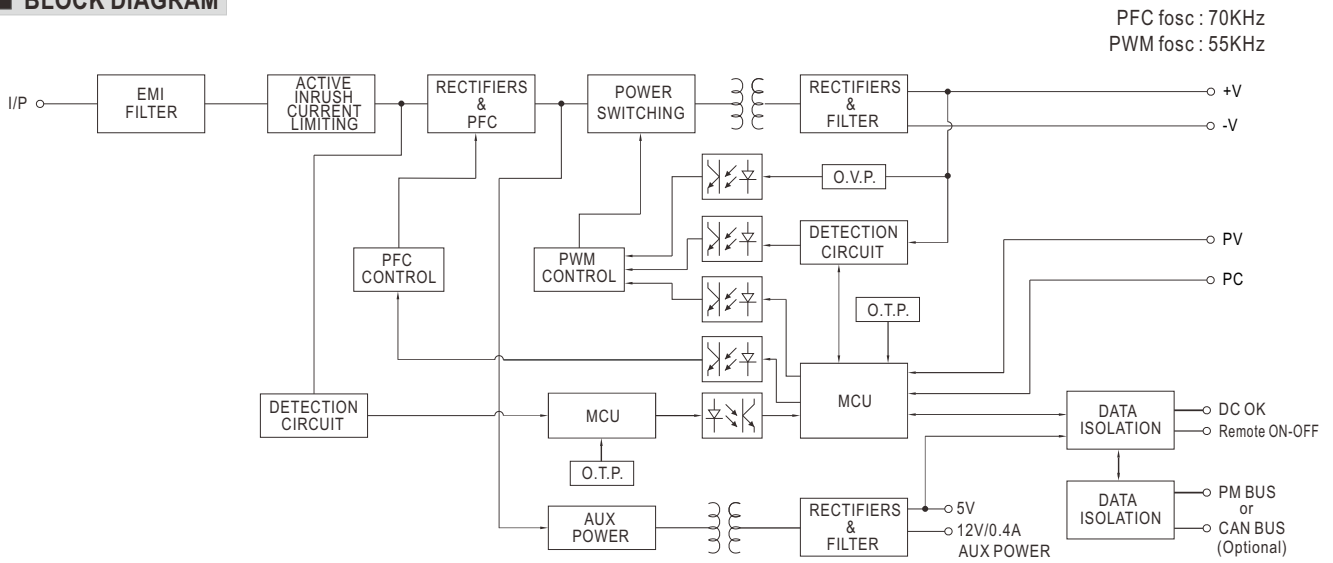 BLOCK DIAGRAM
PFC fosc : 70KHz
PWM fosc : 55KHz
I/P
EMI
FILTER
ACTIVE
INRUSH
CURRENT
LIMITING
RECTIFIERS
&
PFC
POWER
SWITCHING
RECTIFIERS
&
FILTER
+V
-V
O.V.P.
DETECTION
CIRCUIT
PFC
CONTROL
PWM
CONTROL
PV
PC
O.T.P.
MCU
DETECTION
CIRCUIT
MCU
O.T.P.
DATA
ISOLATION
DC OK
Remote ON-OFF
AUX
POWER
RECTIFIERS
&
FILTER
5V
12V/0.4A
AUX POWER
DATA
ISOLATION
PM BUS
or
CAN BUS
(Optional)